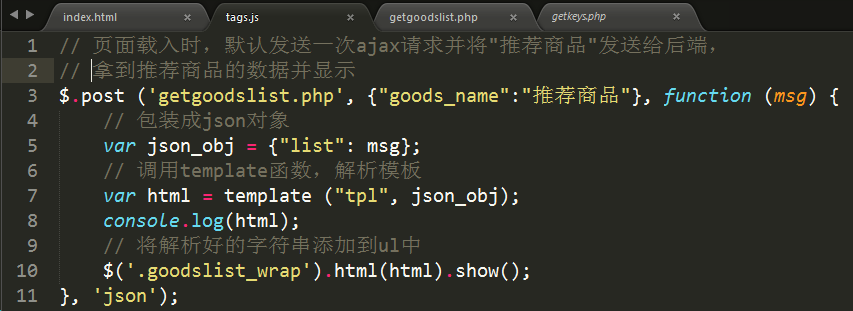 index.html × tags.js × getgoodslist.php × getkeys.php ×
1 // 页面载入时，默认发送一次ajax请求并将"推荐商品"发送给后端，
2 // 拿到推荐商品的数据并显示
3 $.post ('getgoodslist.php', {"goods_name":"推荐商品"}, function (msg) {
4 // 包装成json对象
5 var json_obj = {"list": msg};
6 // 调用template函数，解析模板
7 var html = template ("tpl", json_obj);
8 console.log(html);
9 // 将解析好的字符串添加到ul中
10 $('.goodslist_wrap').html(html).show();
11 }, 'json');